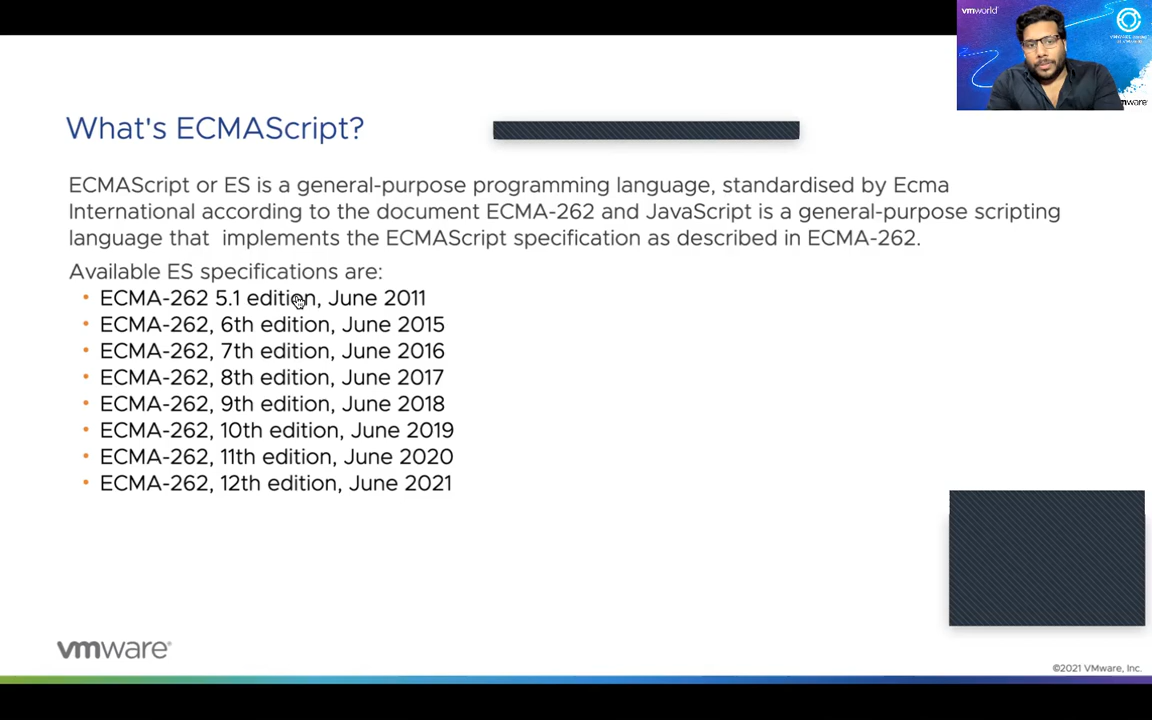 vmworld
What's ECMAScript?
ECMAScript or ES is a general-purpose programming language, standardised by Ecma
International according to the document ECMA-262 and JavaScript is a general-purpose scripting
language that  implements the ECMAScript specification as described in ECMA-262.
Available ES specifications are:
• ECMA-262 5.1 edition, June 2011
• ECMA-262, 6th edition, June 2015
• ECMA-262, 7th edition, June 2016
• ECMA-262, 8th edition, June 2017
• ECMA-262, 9th edition, June 2018
• ECMA-262, 10th edition, June 2019
• ECMA-262, 11th edition, June 2020
• ECMA-262, 12th edition, June 2021
vmware®
©2021 VMware, Inc.